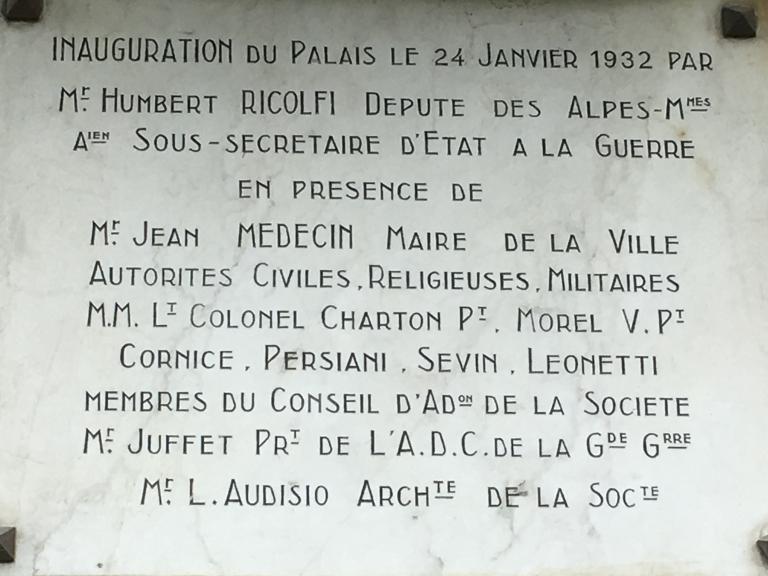 INAUGURATION DU PALAIS LE 24 JANVIER 1932 PAR
Mr HUMBERT RICOLFI DEPUTE DES ALPES-MMES
AIEN SOUS-SECRETAIRE D'ETAT A LA GUERRE
EN PRESENCE DE
Mr JEAN MEDECIN MAIRE DE LA VILLE
AUTORITES CIVILES, RELIGIEUSES, MILITAIRES
M.M. LT COLONEL CHARTON PT, MOREL V. PT
CORNICE, PERSIANI, SEVIN, LEONETTI
MEMBRES DU CONSEIL D'ADON DE LA SOCIETE
Mr JUFFET PRT DE L'A.D.C. DE LA GDE GRRE
Mr L. AUDISIO ARCHTE DE LA SOCTE